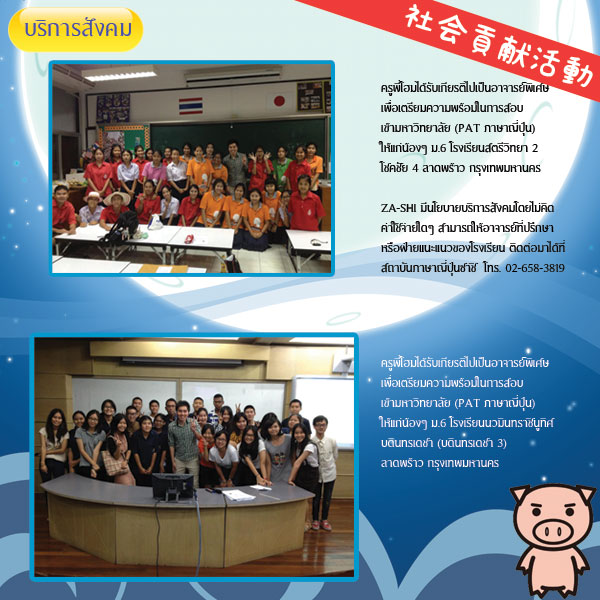 บริการสังคม
社会貢献活動
ครูพี่โฮมได้รับเกียรติไปเป็นอาจารย์พิเศษ
เพื่อเตรียมความพร้อมในการสอบ
เข้ามหาวิทยาลัย (PAT ภาษาญี่ปุ่น)
ให้แก่น้องๆ ม.6 โรงเรียนสตรีวิทยา 2
โชคชัย 4 ลาดพร้าว กรุงเทพมหานคร
ZA-SHI มีนโยบายบริการสังคมโดยไม่คิด
ค่าใช้จ่ายใดๆ สามารถให้อาจารย์ที่ปรึกษา
หรือฝ่ายแนะแนวของโรงเรียน ติดต่อมาได้ที่
สถาบันภาษาญี่ปุ่นซาชิ โทร. 02-658-3819
ครูพี่โฮมได้รับเกียรติไปเป็นอาจารย์พิเศษ
เพื่อเตรียมความพร้อมในการสอบ
เข้ามหาวิทยาลัย (PAT ภาษาญี่ปุ่น)
ให้แก่น้องๆ ม.6 โรงเรียนนวมินทราชินูทิศ
บดินทรเดชา (บดินทรเดชา 3)
ลาดพร้าว กรุงเทพมหานคร